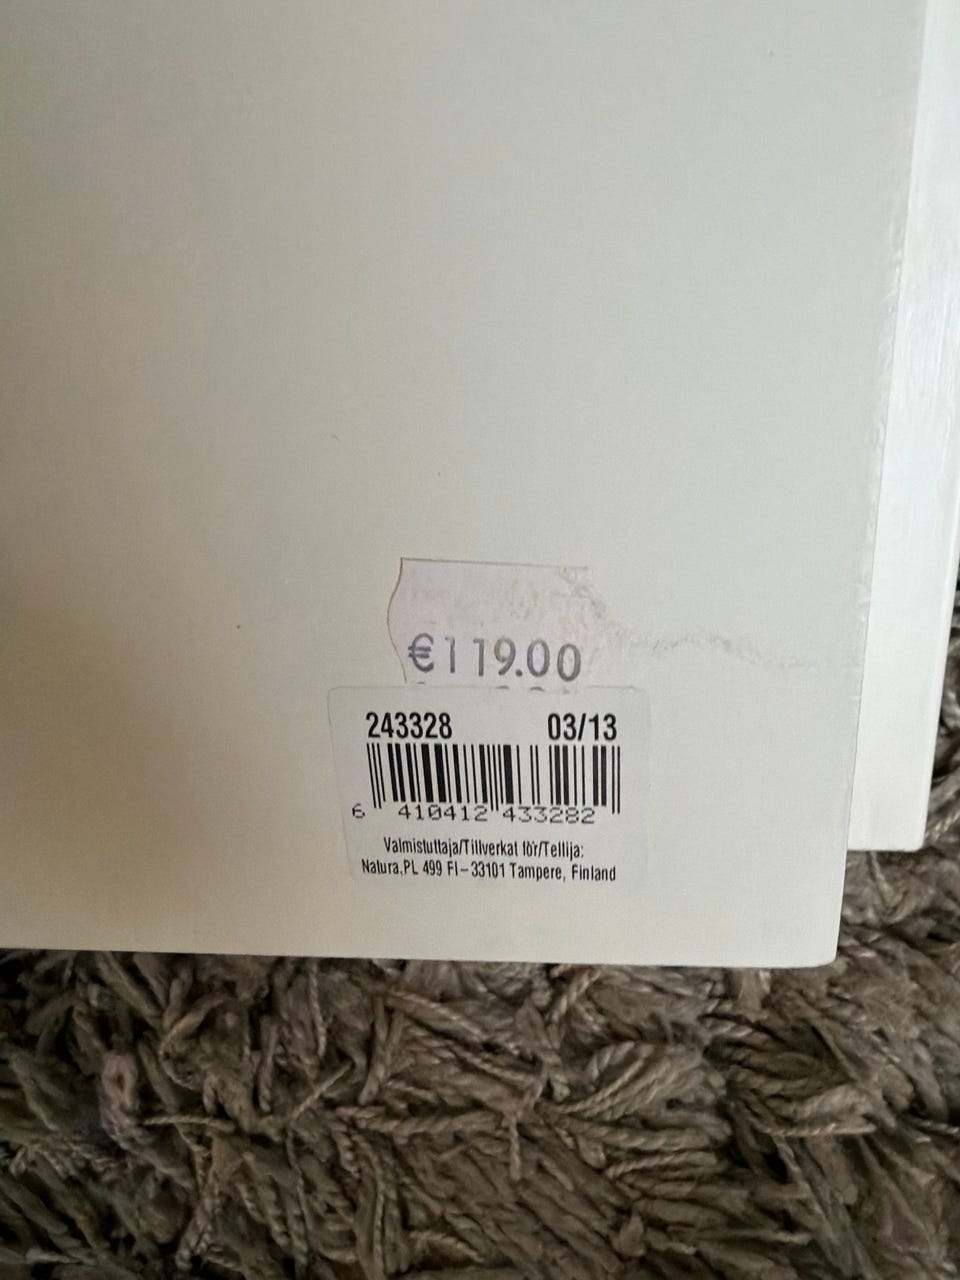 €119.00
243328 03/13
6 410412 433282
Valmistuttaja/Tillverkat för/Tellija:
Natura,PL 499 FI-33101 Tampere, Finland